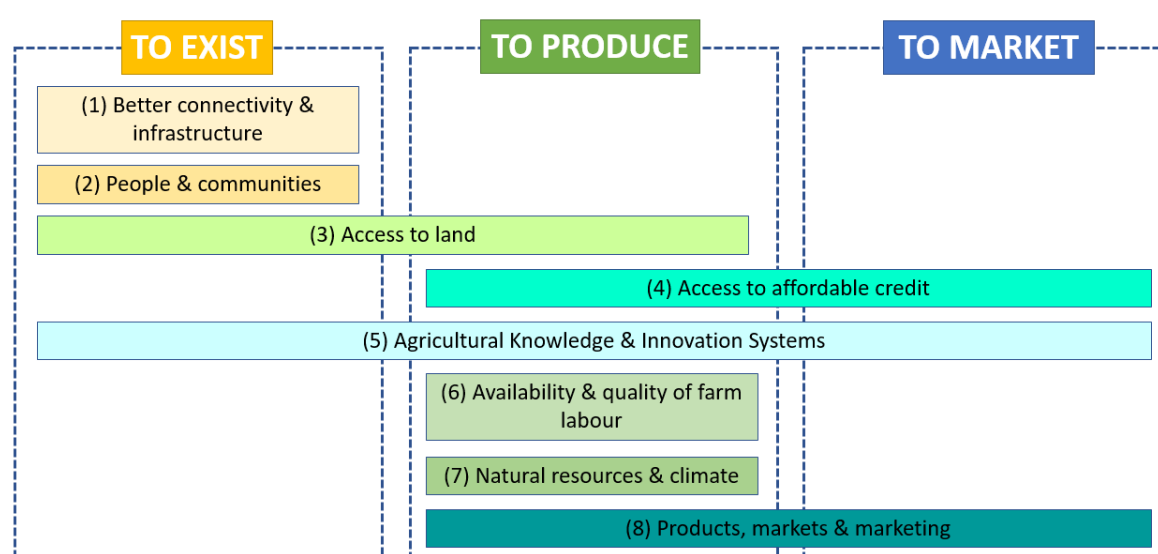 TO EXIST
TO PRODUCE
TO MARKET
(1) Better connectivity &
infrastructure
(2) People & communities
(3) Access to land
(4) Access to affordable credit
(5) Agricultural Knowledge & Innovation Systems
(6) Availability & quality of farm
labour
(7) Natural resources & climate
(8) Products, markets & marketing